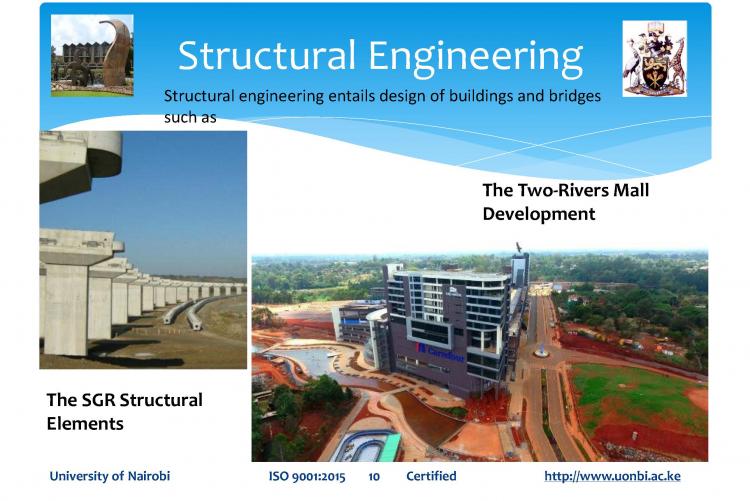 Structural Engineering
Structural engineering entails design of buildings and bridges
such as
The Two-Rivers Mall
Development
Carrefour
The SGR Structural
Elements
University of Nairobi ISO 9001:2015 10 Certified http://www.uonbi.ac.ke